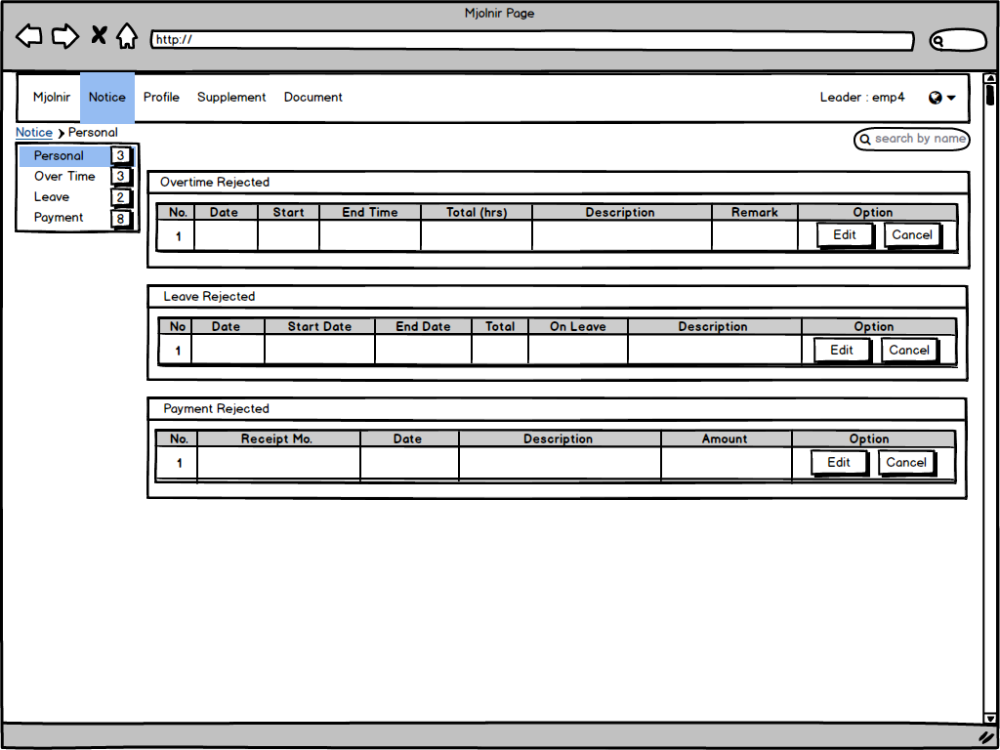 Mjolnir Page
http://
Mjolnir Notice Profile Supplement Document Leader : emp4
Notice Personal
search by name
Personal 3
Over Time 3
Leave 2
Payment 8
Overtime Rejected
No. Date Start End Time Total (hrs) Description Remark Option
1 Edit Cancel
Leave Rejected
No Date Start Date End Date Total On Leave Description Option
1 Edit Cancel
Payment Rejected
No. Receipt Mo. Date Description Amount Option
1 Edit Cancel